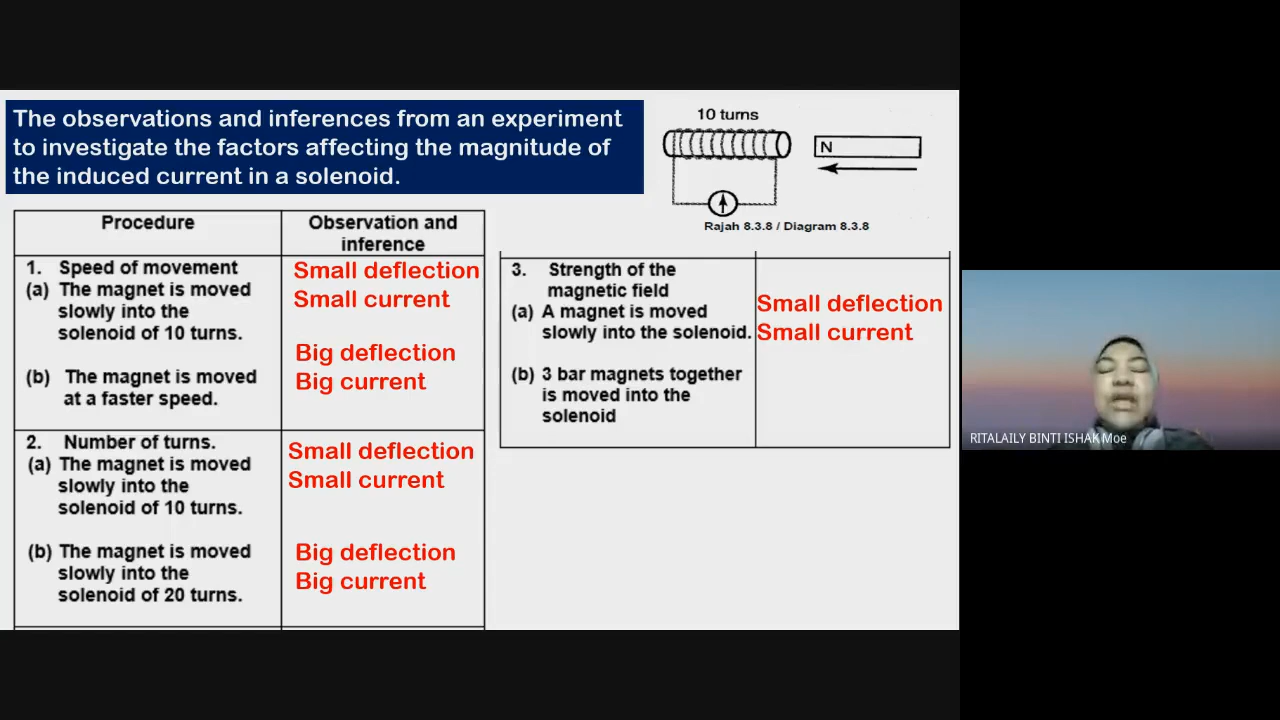 The observations and inferences from an experiment
to investigate the factors affecting the magnitude of
the induced current in a solenoid.
10 turns
N
Rajah 8.3.8 / Diagram 8.3.8
Procedure
Observation and
inference
1. Speed of movement
(a) The magnet is moved
slowly into the
solenoid of 10 turns.
Small deflection
Small current
(b) The magnet is moved
at a faster speed.
Big deflection
Big current
2. Number of turns.
(a) The magnet is moved
slowly into the
solenoid of 10 turns.
Small deflection
Small current
(b) The magnet is moved
slowly into the
solenoid of 20 turns.
Big deflection
Big current
3. Strength of the
magnetic field
(a) A magnet is moved
slowly into the solenoid.
Small deflection
Small current
(b) 3 bar magnets together
is moved into the
solenoid
RITALAILY BINTI ISHAK Moe